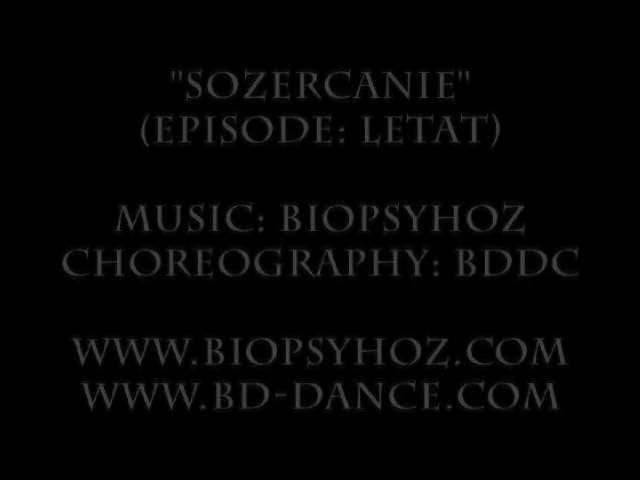 "SOZERCANIE"
(EPISODE: LETAT)
MUSIC: BIOPSYHOZ
CHOREOGRAPHY: BDDC
WWW.BIOPSYHOZ.COM
WWW.BD-DANCE.COM